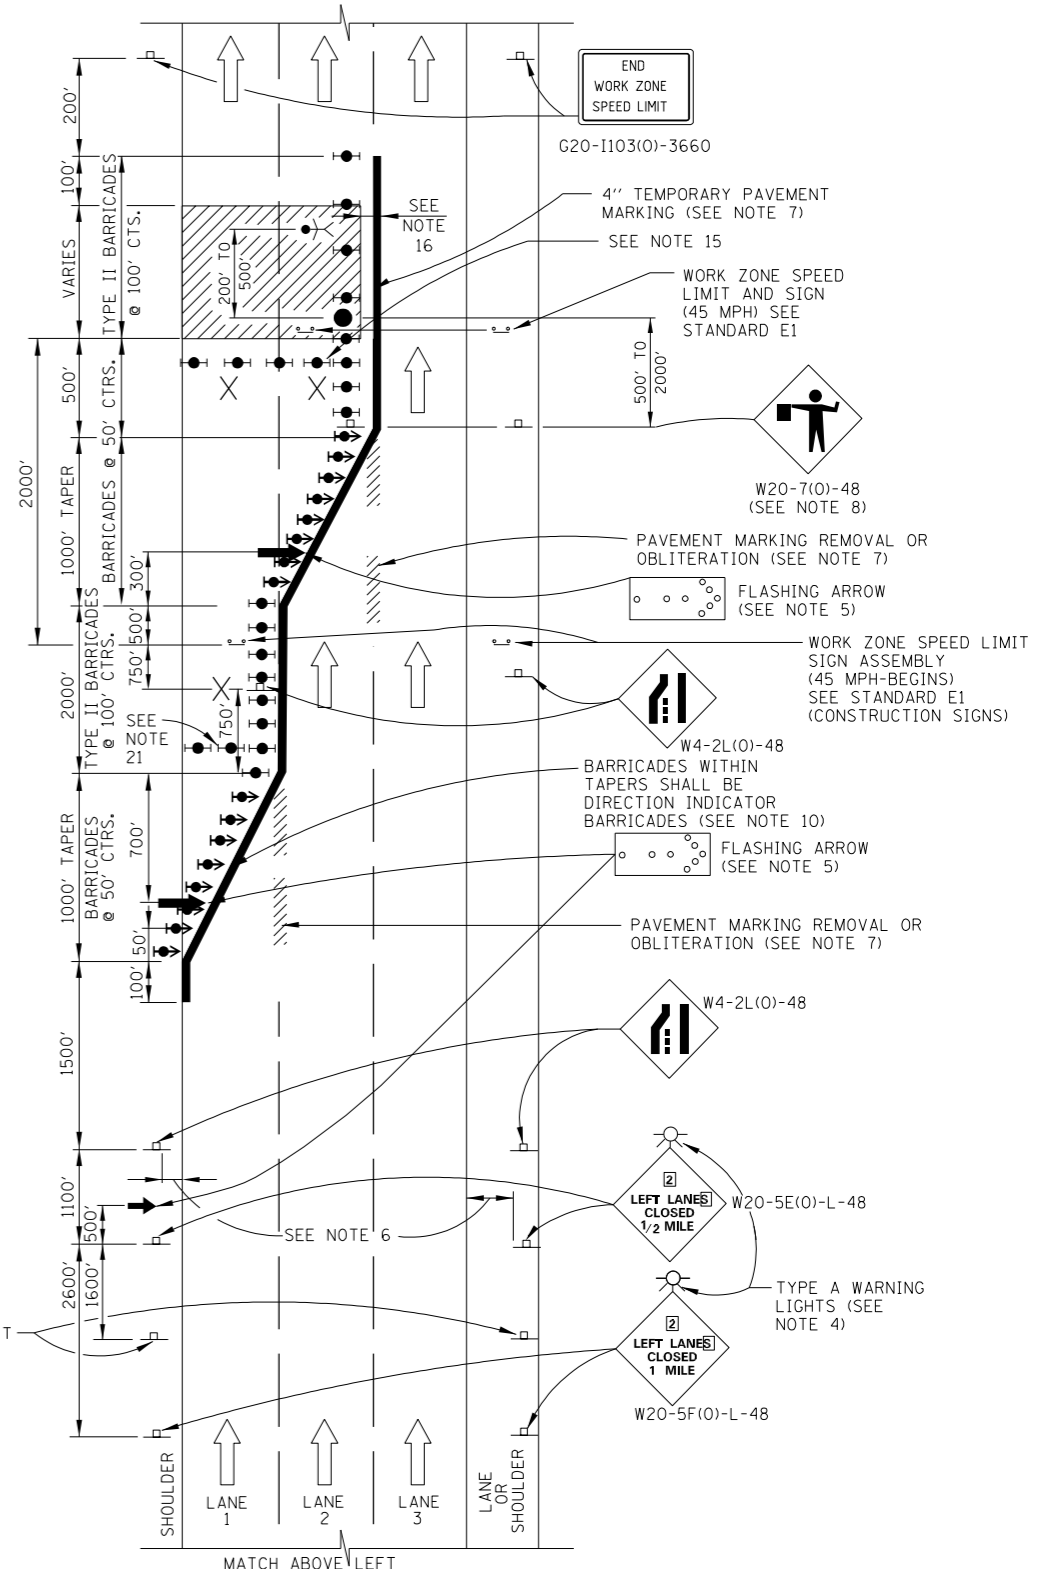 END
WORK ZONE
SPEED LIMIT
G20-I103(O)-3660
200'
100'
VARIES
TYPE II BARRICADES
@ 100' CTS.
200' TO
500'
SEE
NOTE
16
4'' TEMPORARY PAVEMENT
MARKING (SEE NOTE 7)
SEE NOTE 15
WORK ZONE SPEED
LIMIT AND SIGN
(45 MPH) SEE
STANDARD E1
500' TO
2000'
500'
2000'
1000' TAPER
BARRICADES @ 50' CTRS.
X X
W20-7(O)-48
(SEE NOTE 8)
PAVEMENT MARKING REMOVAL OR
OBLITERATION (SEE NOTE 7)
FLASHING ARROW
(SEE NOTE 5)
300'
500'
750'
750'
X
2000'
TYPE II BARRICADES
@ 100' CTRS.
SEE
NOTE
21
WORK ZONE SPEED LIMIT
SIGN ASSEMBLY
(45 MPH-BEGINS)
SEE STANDARD E1
(CONSTRUCTION SIGNS)
W4-2L(O)-48
BARRICADES WITHIN
TAPERS SHALL BE
DIRECTION INDICATOR
BARRICADES (SEE NOTE 10)
FLASHING ARROW
(SEE NOTE 5)
1000' TAPER
BARRICADES
@ 50' CTRS.
700'
50'
100'
PAVEMENT MARKING REMOVAL OR
OBLITERATION (SEE NOTE 7)
W4-2L(O)-48
1500'
1100'
500'
SEE NOTE 6
2
LEFT LANES
CLOSED
1/2 MILE
W20-5E(O)-L-48
2600'
1600'
T
TYPE A WARNING
LIGHTS (SEE
NOTE 4)
2
LEFT LANES
CLOSED
1 MILE
W20-5F(O)-L-48
SHOULDER
LANE
1
LANE
2
LANE
3
LANE
OR
SHOULDER
MATCH ABOVE LEFT